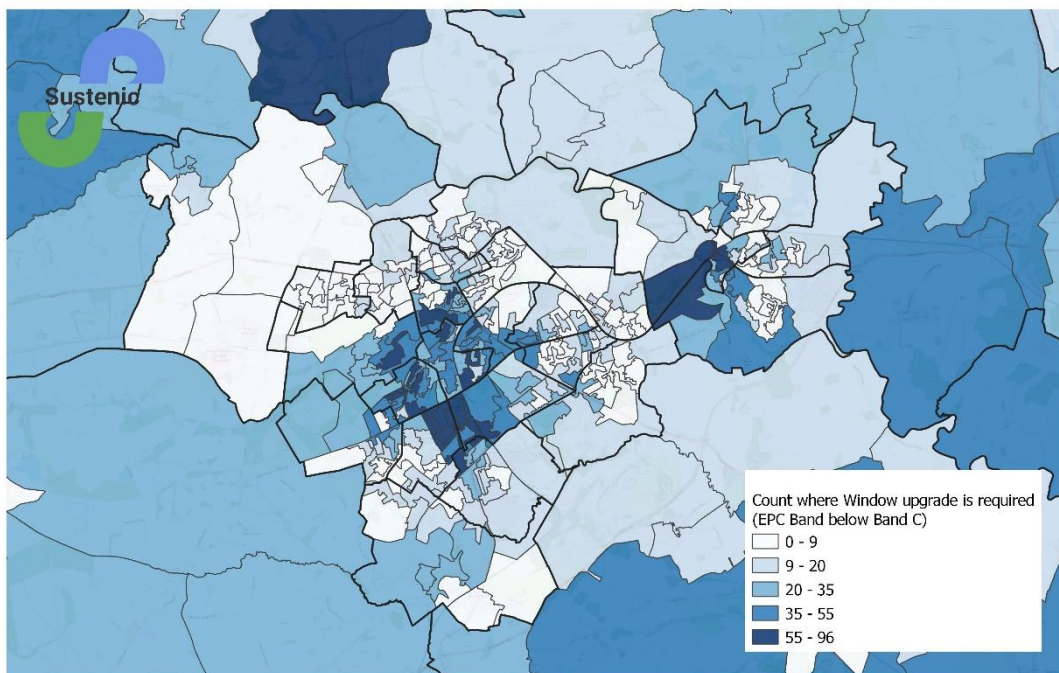 Sustenic
Count where Window upgrade is required
(EPC Band below Band C)
0 - 9
9 - 20
20 - 35
35 - 55
55 - 96